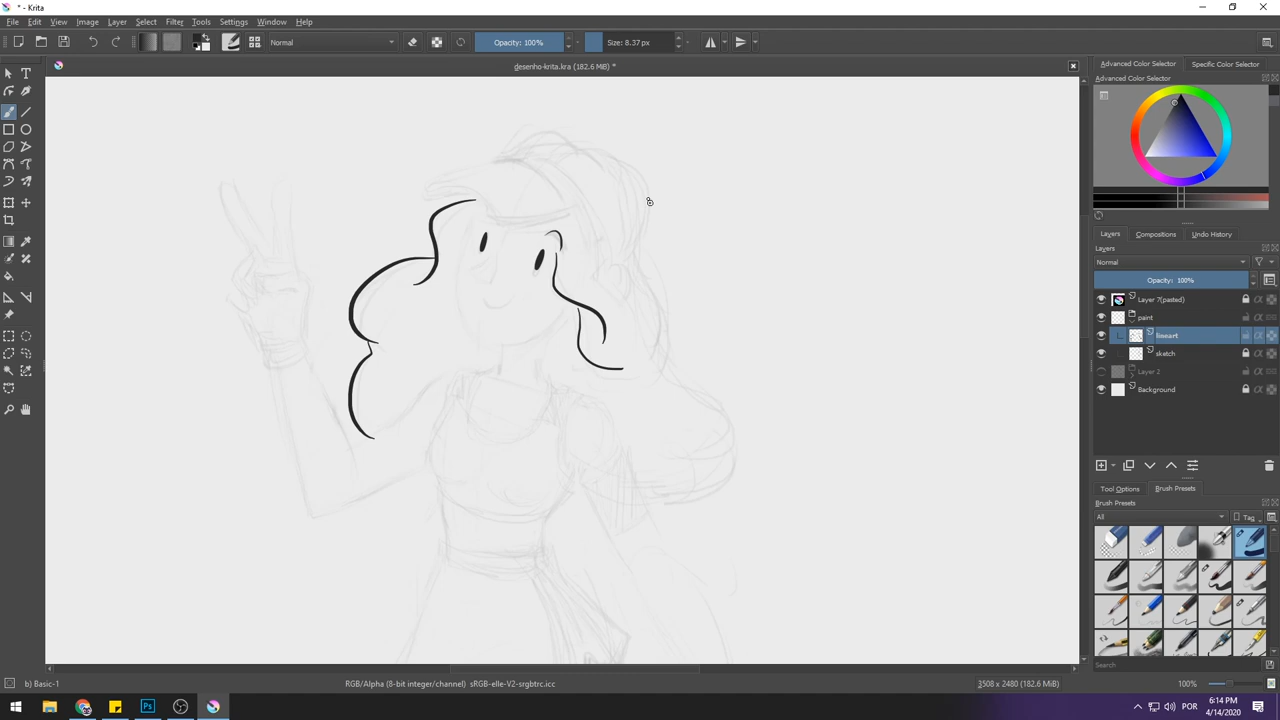 * - Krita
File Edit View Image Layer Select Filter Tools Settings Window Help
Normal Opacity: 100% Size: 8.37 px
desenho-krita.kra (182.6 MiB) *
Advanced Color Selector Specific Color Selector
Advanced Color Selector
Layers Compositions Undo History
Layers
Normal
Opacity: 100%
Layer 7(pasted)
paint
lineart
sketch
Layer 2
Background
Tool Options Brush Presets
Brush Presets
All Tag
Search
b) Basic-1 RGB/Alpha (8-bit integer/channel) sRGB-elle-V2-srgbtrc.icc 3508 x 2480 (182.6 MiB) 100%
Ps POR 6:14 PM
4/14/2020